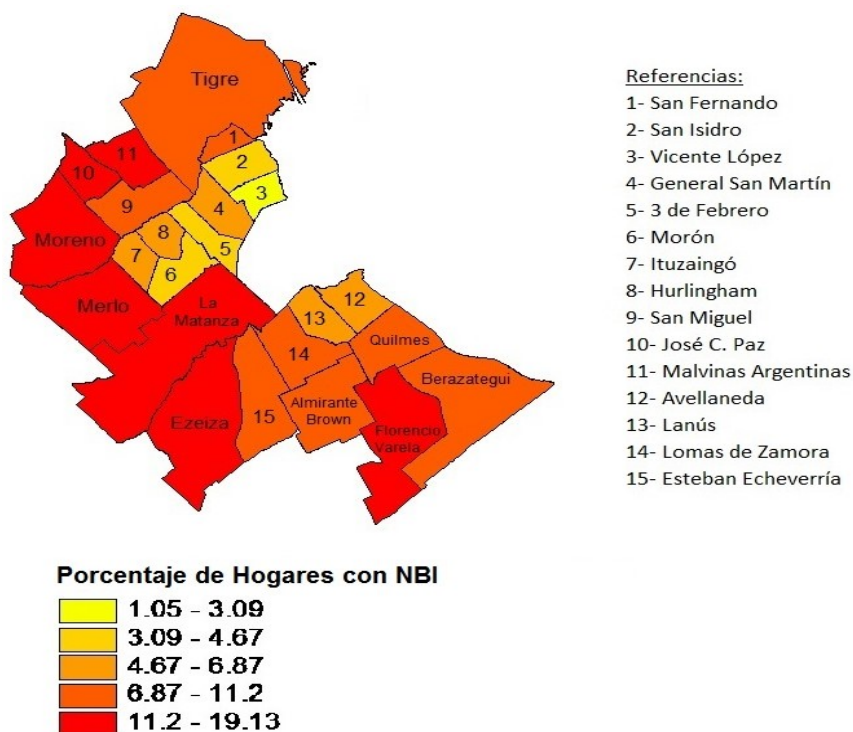 Tigre
1
11
2
10
3
9
4
8
5
Moreno
7
6
Merlo
La
Matanza
12
13
Quilmes
14
Berazategui
Almirante
Brown
15
Ezeiza
Florencio
Varela
Referencias:
1- San Fernando
2- San Isidro
3- Vicente López
4- General San Martín
5- 3 de Febrero
6- Morón
7- Ituzaingó
8- Hurlingham
9- San Miguel
10- José C. Paz
11- Malvinas Argentinas
12- Avellaneda
13- Lanús
14- Lomas de Zamora
15- Esteban Echeverría
Porcentaje de Hogares con NBI
1.05 - 3.09
3.09 - 4.67
4.67 - 6.87
6.87 - 11.2
11.2 - 19.13